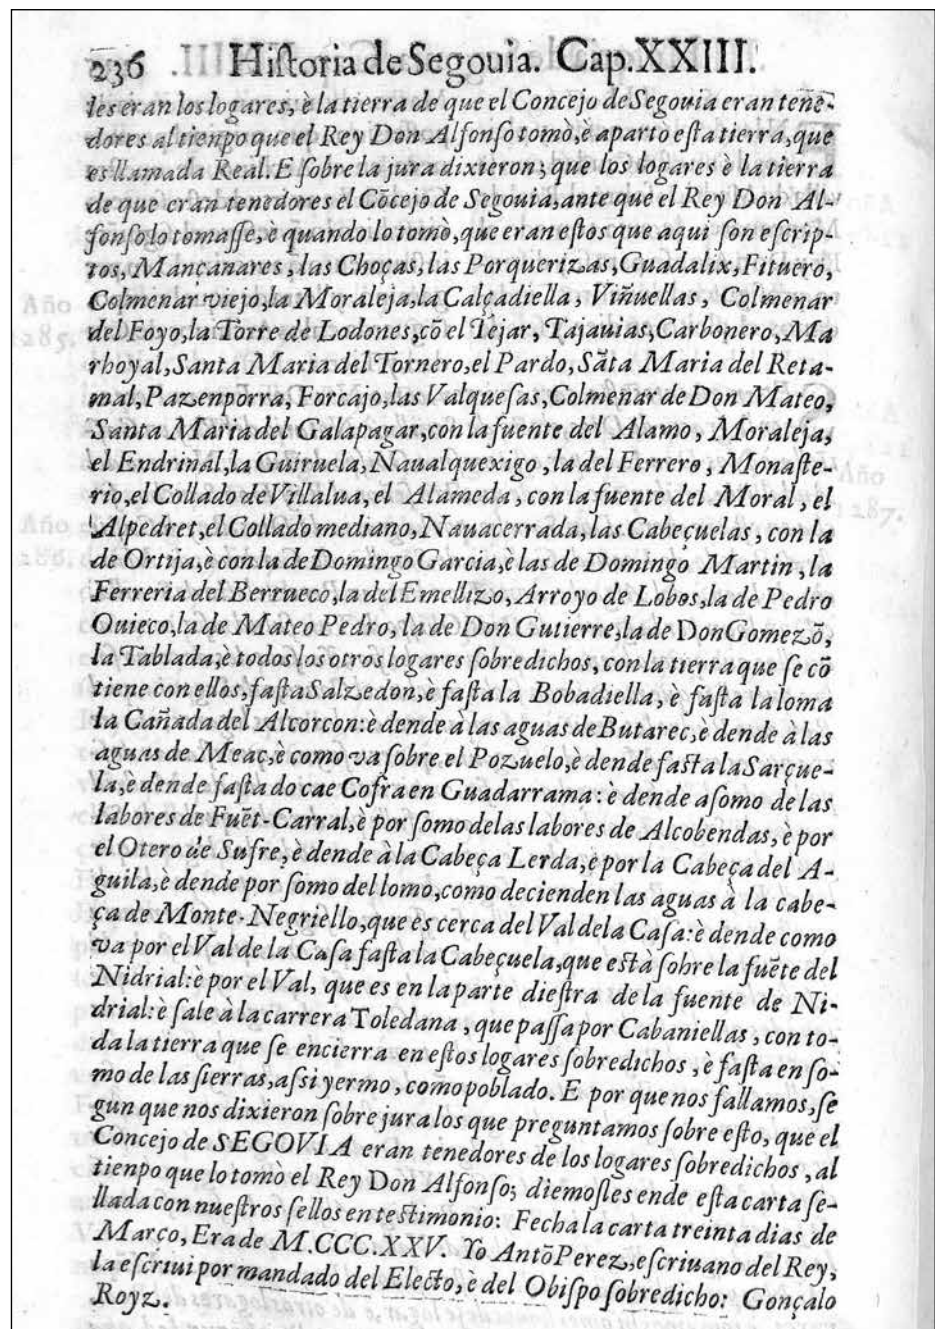 236 Hiſtoria de Segouia. Cap. XXIII.
les eran los logares, è la tierra de que el Concejo de Segouia eran tene-
dores al tienpo que el Rey Don Alfonſo tomò, è aparto eſta tierra, que
es llamada Real. E ſobre la jura dixieron; que los logares è la tierra
de que eran tenedores el Cõcejo de Segouia, ante que el Rey Don Al-
fonſo lo tomaſſe, è quando lo tomò, que eran eſtos que aqui ſon eſcrip-
tos, Mançanares, las Choças, las Porquerizas, Guadalix, Fituero,
Colmenar viejo, la Moraleja, la Calçadiella, Viñuellas, Colmenar
del Foyo, la Torre de Lodones, cõ el Tejar, Tajauias, Carbonero, Ma
rhoyal, Santa Maria del Tornero, el Pardo, Sãta Maria del Reta-
mal, Pazenporra, Forcajo, las Valqueſas, Colmenar de Don Mateo,
Santa Maria del Galapagar, con la fuente del Alamo, Moraleja,
el Endrinal, la Guiruela, Naualquexigo, la del Ferrero, Monaſte-
rio, el Collado de Villalua, el Alameda, con la fuente del Moral, el
Alpedret, el Collado mediano, Nauacerrada, las Cabeçuelas, con la
de Ortija, è con la de Domingo Garcia, è las de Domingo Martin, la
Ferreria del Berrueco, la del Emellizo, Arroyo de Lobos, la de Pedro
Ouieco, la de Mateo Pedro, la de Don Gutierre, la de Don Gomezõ,
la Tablada, è todos los otros logares ſobredichos, con la tierra que ſe cõ
tiene con ellos, faſta Salzedon, è faſta la Bobadiella, è faſta la loma
la Cañada del Alcorcon: è dende à las aguas de Butarec, è dende à las
aguas de Meac, è como va ſobre el Pozuelo, è dende faſta la Sarçue-
la, è dende faſta do cae Cofra en Guadarrama: è dende aſomo de las
labores de Fuẽt-Carral, è por ſomo de las labores de Alcobendas, è por
el Otero de Sufre, è dende à la Cabeça Lerda, è por la Cabeça del A-
guila, è dende por ſomo del lomo, como decienden las aguas à la cabe-
ça de Monte-Negriello, que es cerca del Val de la Caſa: è dende como
va por el Val de la Caſa faſta la Cabeçuela, que eſtà ſobre la fuẽte del
Nidrial: è por el Val, que es en la parte dieſtra de la fuente de Ni-
drial: è ſale à la carrera Toledana, que paſſa por Cabaniellas, con to-
da la tierra que ſe encierra en eſtos logares ſobredichos, è faſta en ſo-
mo de las ſierras, aſsi yermo, como poblado. E por que nos fallamos, ſe
gun que nos dixieron ſobre jura los que preguntamos ſobre eſto, que el
Concejo de SEGOVIA eran tenedores de los logares ſobredichos, al
tienpo que lo tomò el Rey Don Alfonſo; diemoſles ende eſta carta ſe-
llada con nueſtros ſellos en teſtimonio: Fecha la carta treinta dias de
Março, Era de M.CCC.XXV. Yo Antõ Perez, eſcriuano del Rey,
la eſcriui por mandado del Electo, è del Obiſpo ſobredicho: Gonçalo
Royz.
Año
1285.
Año
1286.
Año
1287.